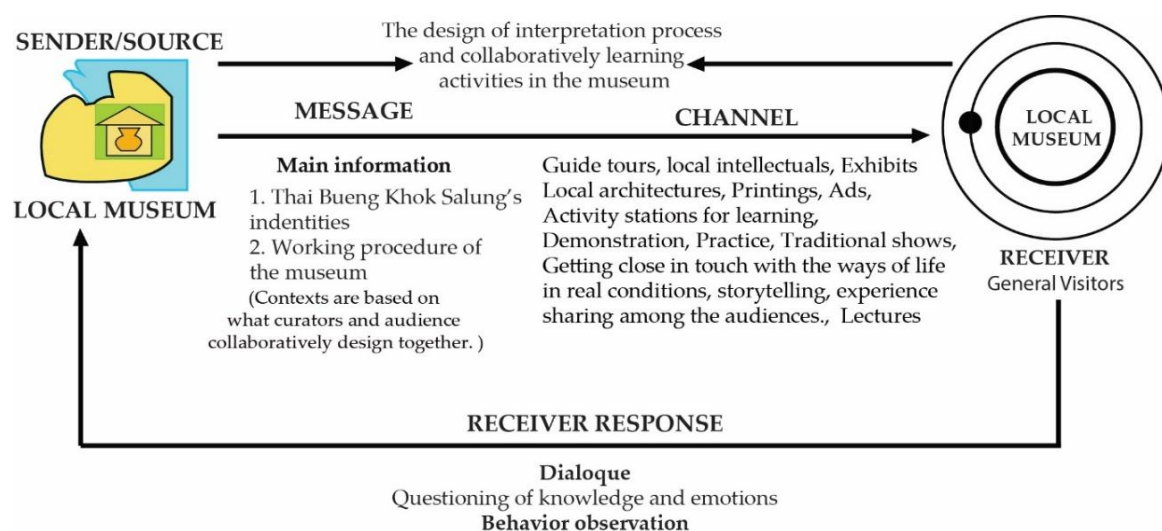 SENDER/SOURCE
LOCAL MUSEUM
The design of interpretation process
and collaboratively learning
activities in the museum
MESSAGE
Main information
1. Thai Bueng Khok Salung's
indentities
2. Working procedure of
the museum
(Contexts are based on
what curators and audience
collaboratively design together. )
CHANNEL
Guide tours, local intellectuals, Exhibits
Local architectures, Printings, Ads,
Activity stations for learning,
Demonstration, Practice, Traditional shows,
Getting close in touch with the ways of life
in real conditions, storytelling, experience
sharing among the audiences., Lectures
LOCAL
MUSEUM
RECEIVER
General Visitors
RECEIVER RESPONSE
Dialoque
Questioning of knowledge and emotions
Behavior observation